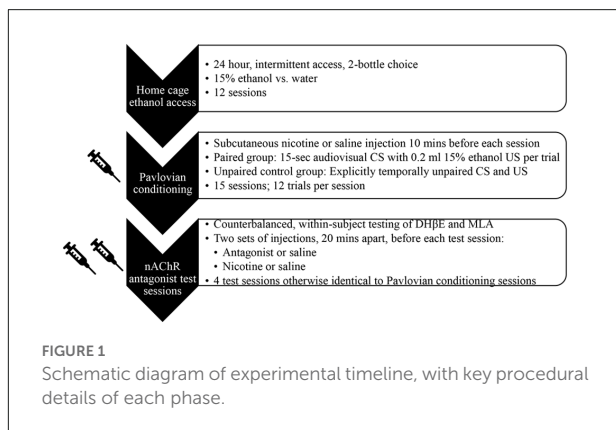 Home cage
ethanol access
• 24 hour, intermittent access, 2-bottle choice
• 15% ethanol vs. water
• 12 sessions
Pavlovian
conditioning
• Subcutaneous nicotine or saline injection 10 mins before each session
• Paired group: 15-sec audiovisual CS with 0.2 ml 15% ethanol US per trial
• Unpaired control group: Explicitly temporally unpaired CS and US
• 15 sessions; 12 trials per session
nAChR
antagonist test
sessions
• Counterbalanced, within-subject testing of DHβE and MLA
• Two sets of injections, 20 mins apart, before each test session:
• Antagonist or saline
• Nicotine or saline
• 4 test sessions otherwise identical to Pavlovian conditioning sessions
FIGURE 1
Schematic diagram of experimental timeline, with key procedural
details of each phase.